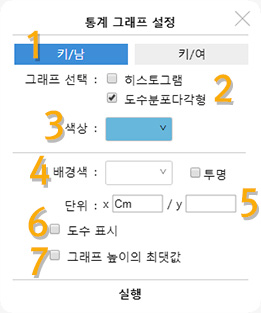 통계 그래프 설정
1 키/남 키/여
그래프 선택 : 히스토그램
도수분포다각형 2
3 색상 :
4 배경색 : 투명
단위 : x Cm / y 5
6 도수 표시
7 그래프 높이의 최댓값
실행